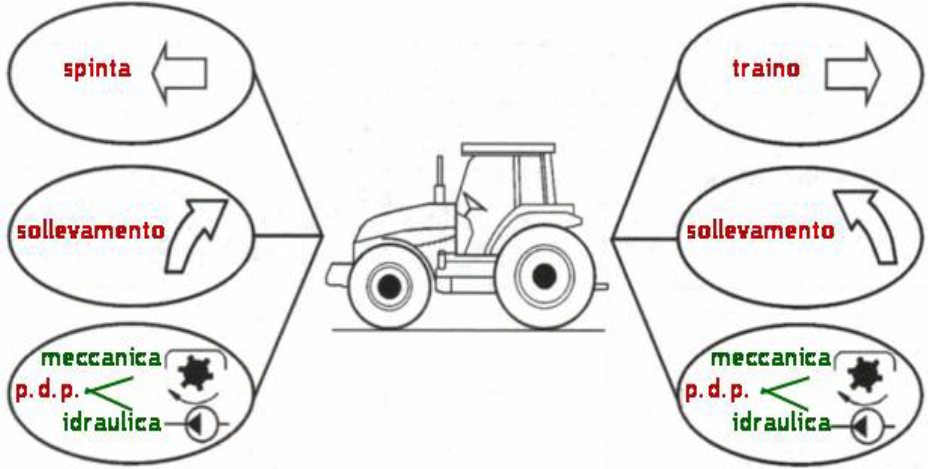 spinta
sollevamento
meccanica
p.d.p.
idraulica
traino
sollevamento
meccanica
p.d.p.
idraulica